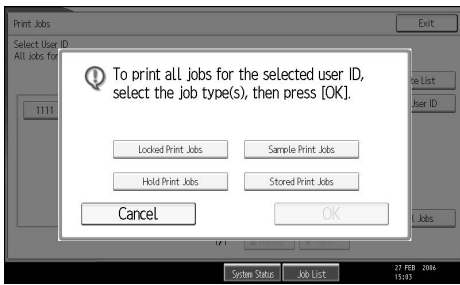 Print Jobs
Exit
Select User ID
All jobs for
To print all jobs for the selected user ID,
select the job type(s), then press [OK].
te List
1111
User ID
Locked Print Jobs
Sample Print Jobs
Hold Print Jobs
Stored Print Jobs
Cancel
OK
Jobs
1/1
System Status
Job List
27 FEB 2006
15:03